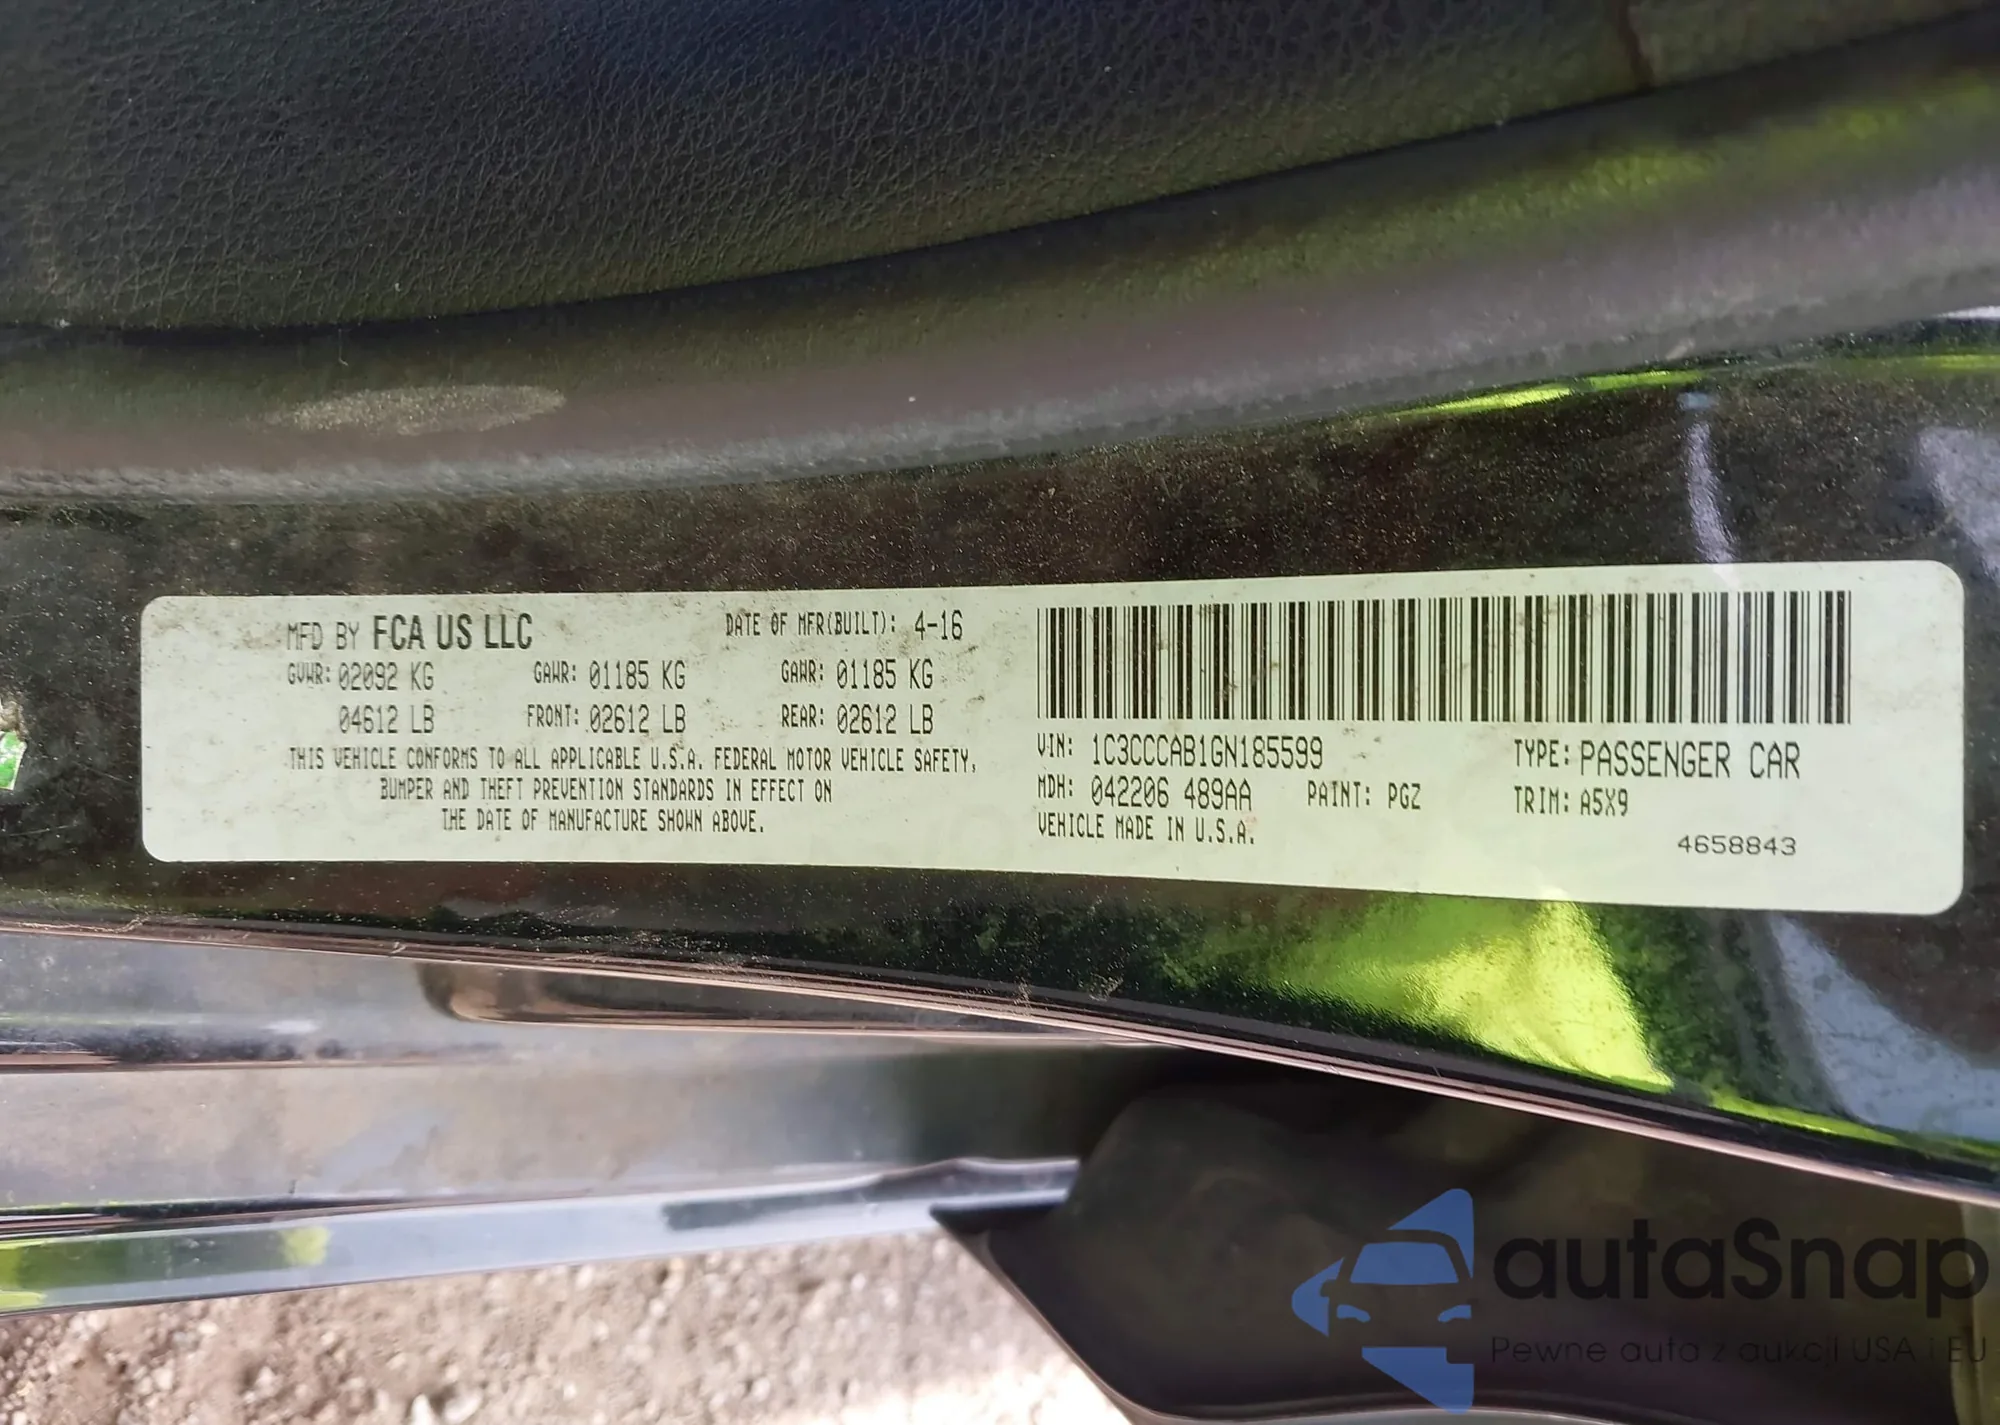 MFD BY FCA US LLC DATE OF MFR(BUILT): 4-16
GVWR: 02092 KG GAWR: 01185 KG GAWR: 01185 KG
04612 LB FRONT: 02612 LB REAR: 02612 LB
THIS VEHICLE CONFORMS TO ALL APPLICABLE U.S.A. FEDERAL MOTOR VEHICLE SAFETY,
BUMPER AND THEFT PREVENTION STANDARDS IN EFFECT ON
THE DATE OF MANUFACTURE SHOWN ABOVE.
VIN: 1C3CCCAB1GN185599 TYPE: PASSENGER CAR
MDH: 042206 489AA PAINT: PGZ TRIM: A5X9
VEHICLE MADE IN U.S.A.
4658843
autaSnap
Pewne auta z aukcji USA i EU